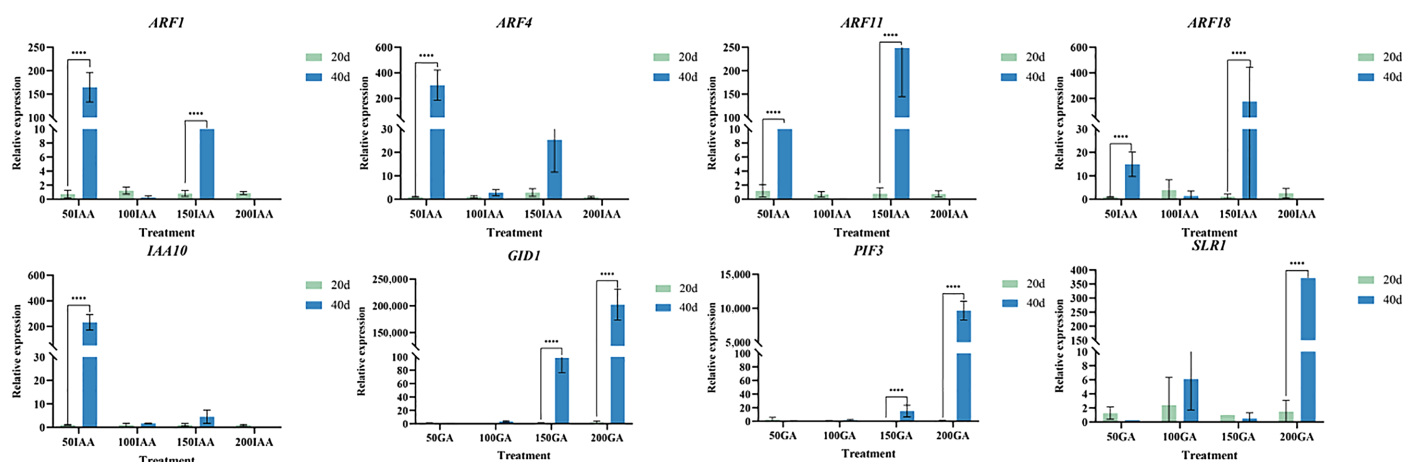 ARF1
Relative expression
250
200
150
100
10
8
6
4
2
0
****
****
50IAA 100IAA 150IAA 200IAA
Treatment
20d
40d
ARF4
Relative expression
600
400
200
30
20
10
0
****
50IAA 100IAA 150IAA 200IAA
Treatment
20d
40d
ARF11
Relative expression
250
200
150
100
10
8
6
4
2
0
****
****
50IAA 100IAA 150IAA 200IAA
Treatment
20d
40d
ARF18
Relative expression
600
400
200
30
20
10
0
****
****
50IAA 100IAA 150IAA 200IAA
Treatment
20d
40d
IAA10
Relative expression
600
400
200
30
20
10
0
****
50IAA 100IAA 150IAA 200IAA
Treatment
20d
40d
GID1
Relative expression
250,000
200,000
150,000
100
80
60
40
20
0
****
****
50GA 100GA 150GA 200GA
Treatment
20d
40d
PIF3
Relative expression
15,000
10,000
5,000
100
80
60
40
20
0
****
****
50GA 100GA 150GA 200GA
Treatment
20d
40d
SLR1
Relative expression
400
350
300
250
200
150
10
8
6
4
2
0
****
50GA 100GA 150GA 200GA
Treatment
20d
40d